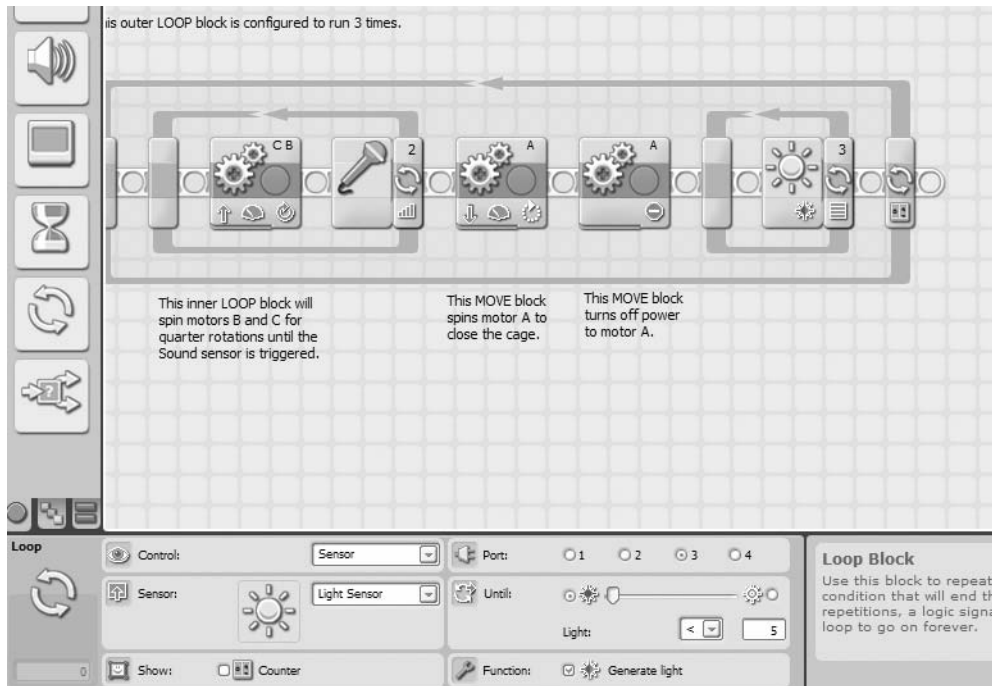 is outer LOOP block is configured to run 3 times.
C B
2
A
A
3
This inner LOOP block will
spin motors B and C for
quarter rotations until the
Sound sensor is triggered.
This MOVE block
spins motor A to
close the cage.
This MOVE block
turns off power
to motor A.
Loop
0
Control:
Sensor
Sensor:
Light Sensor
Show:
Counter
Port:
1 2 3 4
Until:
Light:
< 5
Function:
Generate light
Loop Block
Use this block to repeat
condition that will end th
repetitions, a logic signa
loop to go on forever.